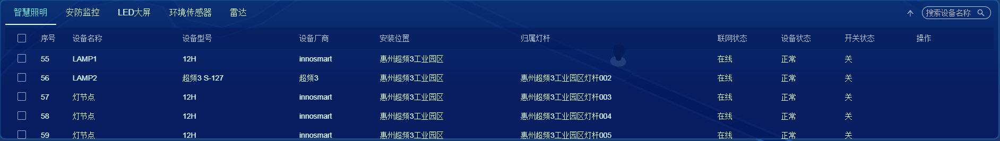 智慧照明 安防监控 LED大屏 环境传感器 雷达 搜索设备名称
序号 设备名称 设备型号 设备厂商 安装位置 归属灯杆 联网状态 设备状态 开关状态 操作
55 LAMP1 12H innosmart 惠州超频3工业园区 在线 正常 关
56 LAMP2 超频3 S-127 超频3 惠州超频3工业园区 惠州超频3工业园区灯杆002 在线 正常 关
57 灯节点 12H innosmart 惠州超频3工业园区 惠州超频3工业园区灯杆003 在线 正常 关
58 灯节点 12H innosmart 惠州超频3工业园区 惠州超频3工业园区灯杆004 在线 正常 关
59 灯节点 12H innosmart 惠州超频3工业园区 惠州超频3工业园区灯杆005 在线 正常 关